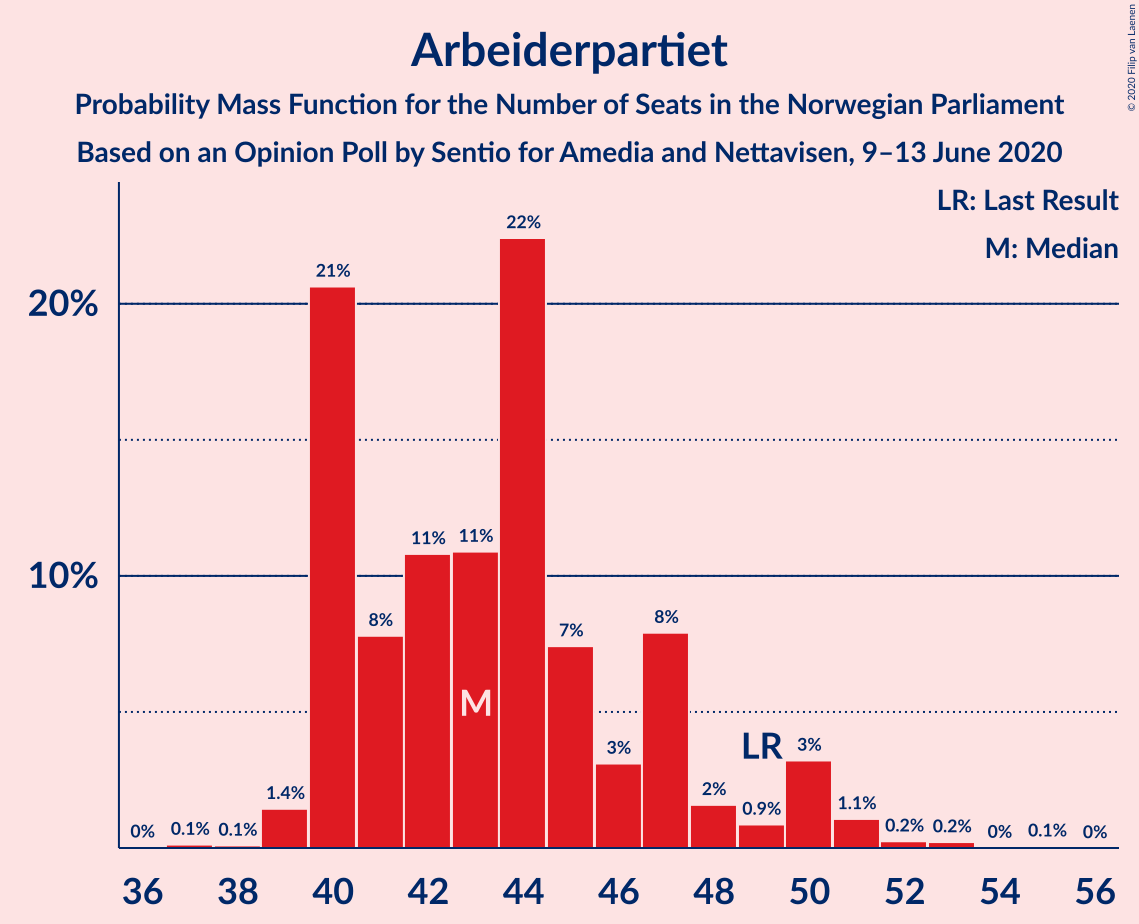 Arbeiderpartiet
Probability Mass Function for the Number of Seats in the Norwegian Parliament
Based on an Opinion Poll by Sentio for Amedia and Nettavisen, 9–13 June 2020
© 2020 Filip van Laenen
LR: Last Result
M: Median
20%
10%
0%
0.1%
0.1%
1.4%
21%
8%
11%
11%
22%
7%
3%
8%
2%
0.9%
3%
1.1%
0.2%
0.2%
0%
0.1%
0%
M
LR
36 38 40 42 44 46 48 50 52 54 56